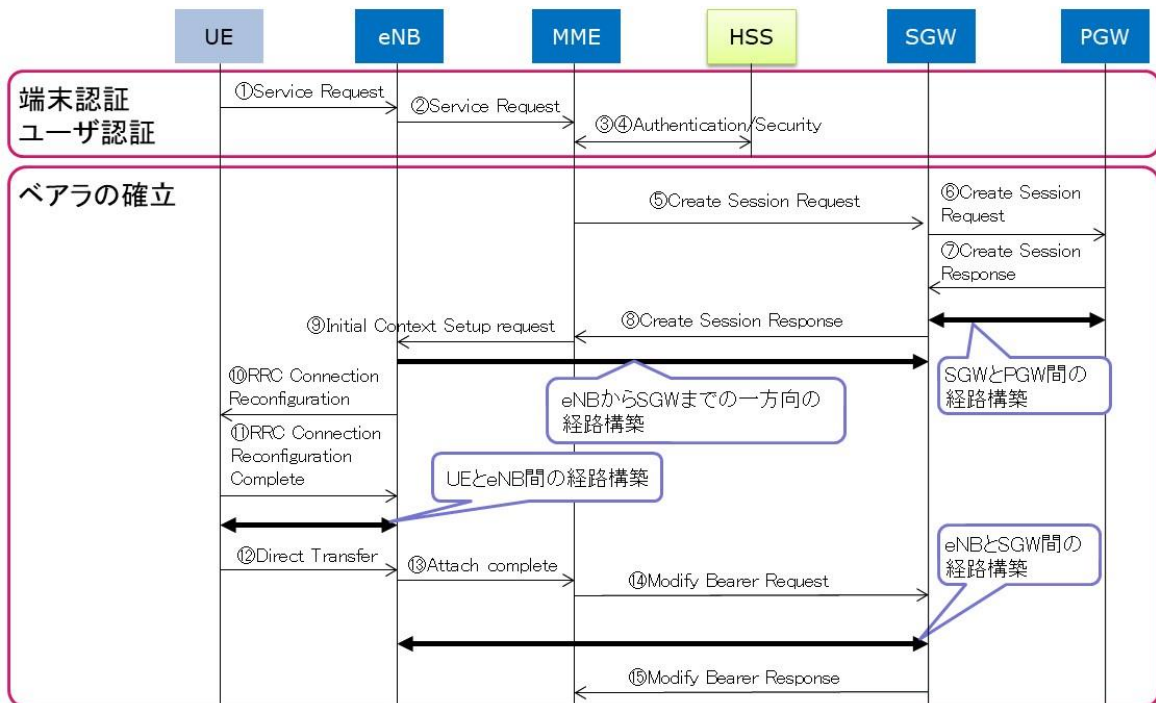 UE
eNB
MME
HSS
SGW
PGW
端末認証
ユーザ認証
①Service Request
②Service Request
③④Authentication/Security
ベアラの確立
⑤Create Session Request
⑥Create Session
Request
⑦Create Session
Response
⑧Create Session Response
⑨Initial Context Setup request
SGWとPGW間の
経路構築
eNBからSGWまでの一方向の
経路構築
⑩RRC Connection
Reconfiguration
⑪RRC Connection
Reconfiguration
Complete
UEとeNB間の経路構築
⑫Direct Transfer
⑬Attach complete
⑭Modify Bearer Request
eNBとSGW間の
経路構築
⑮Modify Bearer Response